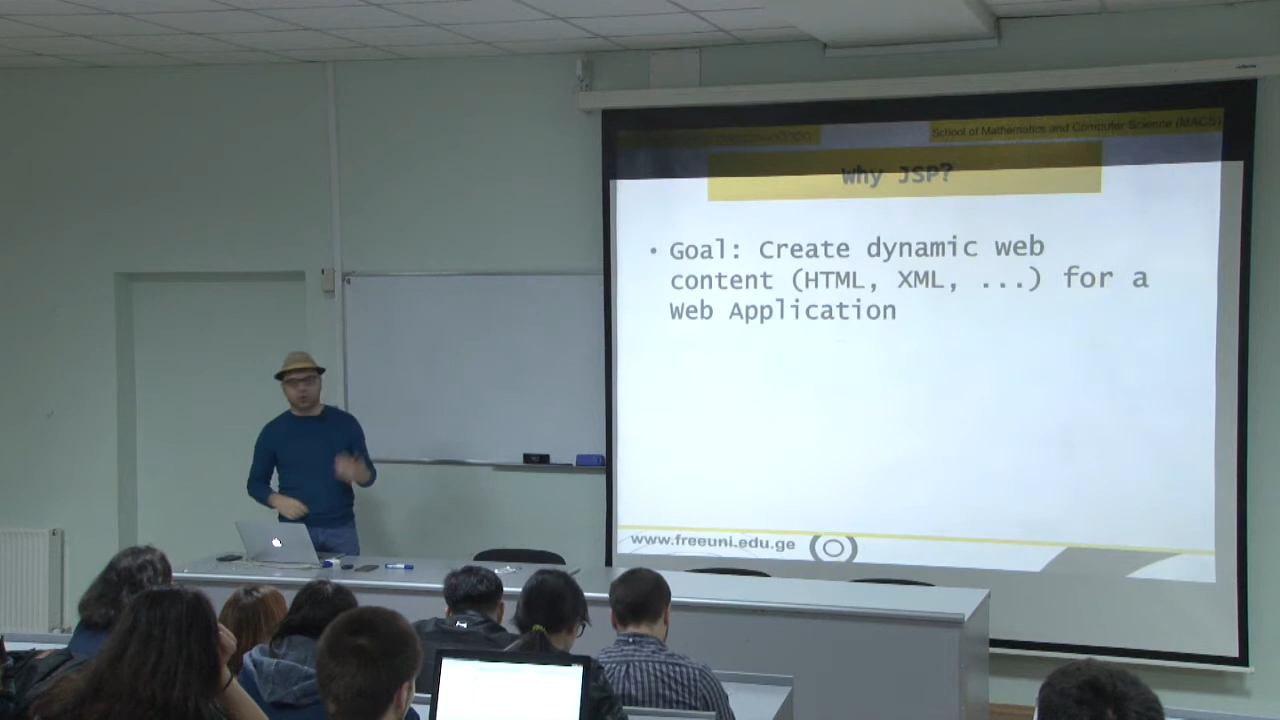 School of Mathematics and Computer Science (MACS)
Why JSP?
• Goal: Create dynamic web
content (HTML, XML, ...) for a
Web Application
www.freeuni.edu.ge